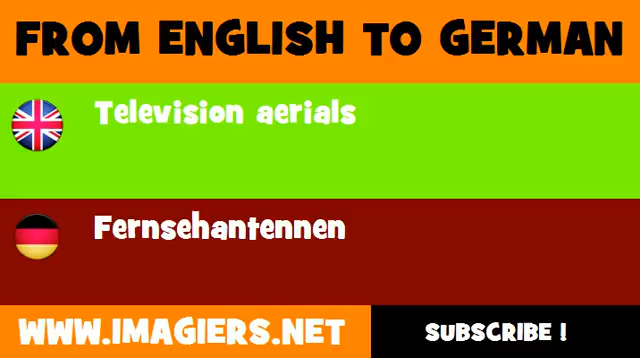 FROM ENGLISH TO GERMAN
Television aerials
Fernsehantennen
WWW.IMAGIERS.NET
SUBSCRIBE !